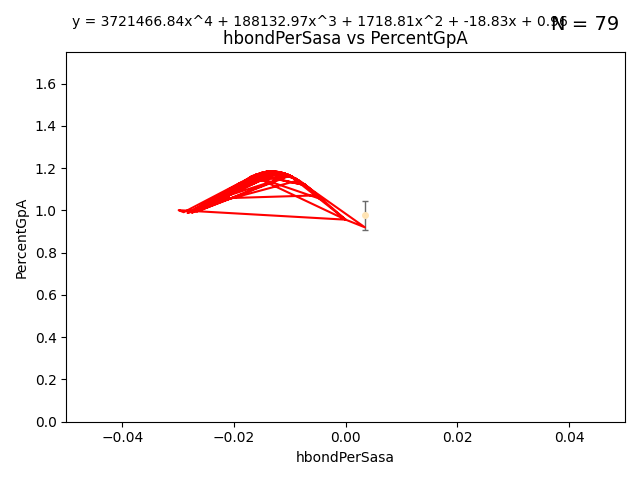 y = 3721466.84x^4 + 188132.97x^3 + 1718.81x^2 + -18.83x + 0.96
N = 79
hbondPerSasa vs PercentGpA
1.6
1.4
1.2
1.0
0.8
0.6
0.4
0.2
0.0
PercentGpA
−0.04 −0.02 0.00 0.02 0.04
hbondPerSasa